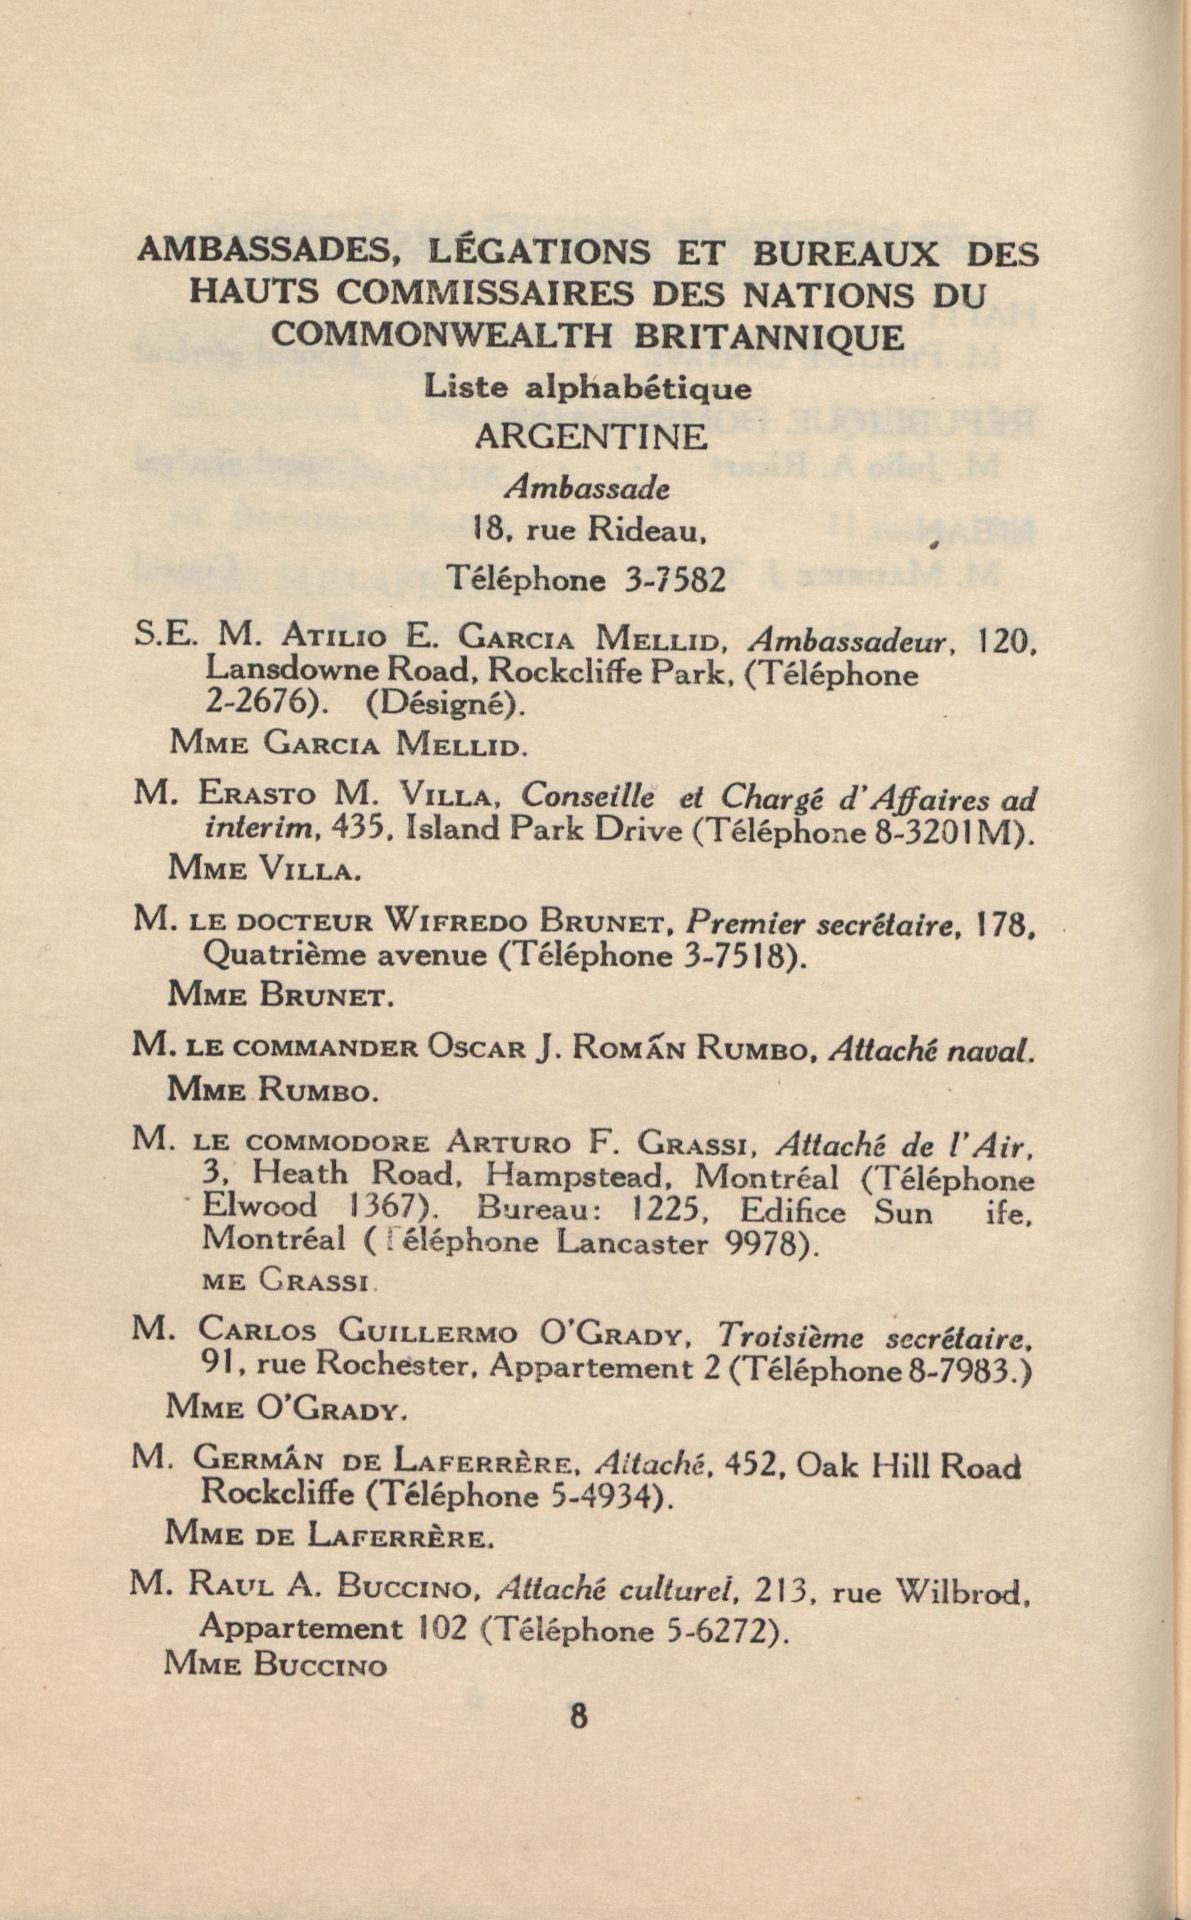 AMBASSADES, LÉGATIONS ET BUREAUX DES
HAUTS COMMISSAIRES DES NATIONS DU
COMMONWEALTH BRITANNIQUE
Liste alphabétique
ARGENTINE
Ambassade
18, rue Rideau,
Téléphone 3-7582
S.E. M. ATILIO E. GARCIA MELLID, Ambassadeur, 120,
Lansdowne Road, Rockcliffe Park, (Téléphone
2-2676). (Désigné).
MME GARCIA MELLID.
M. ERASTO M. VILLA, Conseille et Chargé d'Affaires ad
interim, 435, Island Park Drive (Téléphone 8-3201M).
MME VILLA.
M. LE DOCTEUR WIFREDO BRUNET, Premier secrétaire, 178,
Quatrième avenue (Téléphone 3-7518).
MME BRUNET.
M. LE COMMANDER OSCAR J. ROMÁN RUMBO, Attaché naval.
MME RUMBO.
M. LE COMMODORE ARTURO F. GRASSI, Attaché de l'Air,
3, Heath Road, Hampstead, Montréal (Téléphone
Elwood 1367). Bureau: 1225, Edifice Sun ife,
Montréal (Téléphone Lancaster 9978).
ME GRASSI.
M. CARLOS GUILLERMO O'GRADY, Troisième secrétaire,
91, rue Rochester, Appartement 2 (Téléphone 8-7983.)
MME O'GRADY.
M. GERMÁN DE LAFERRÈRE, Attaché, 452, Oak Hill Road
Rockcliffe (Téléphone 5-4934).
MME DE LAFERRÈRE.
M. RAUL A. BUCCINO, Attaché culturel, 213, rue Wilbrod,
Appartement 102 (Téléphone 5-6272).
MME BUCCINO
8